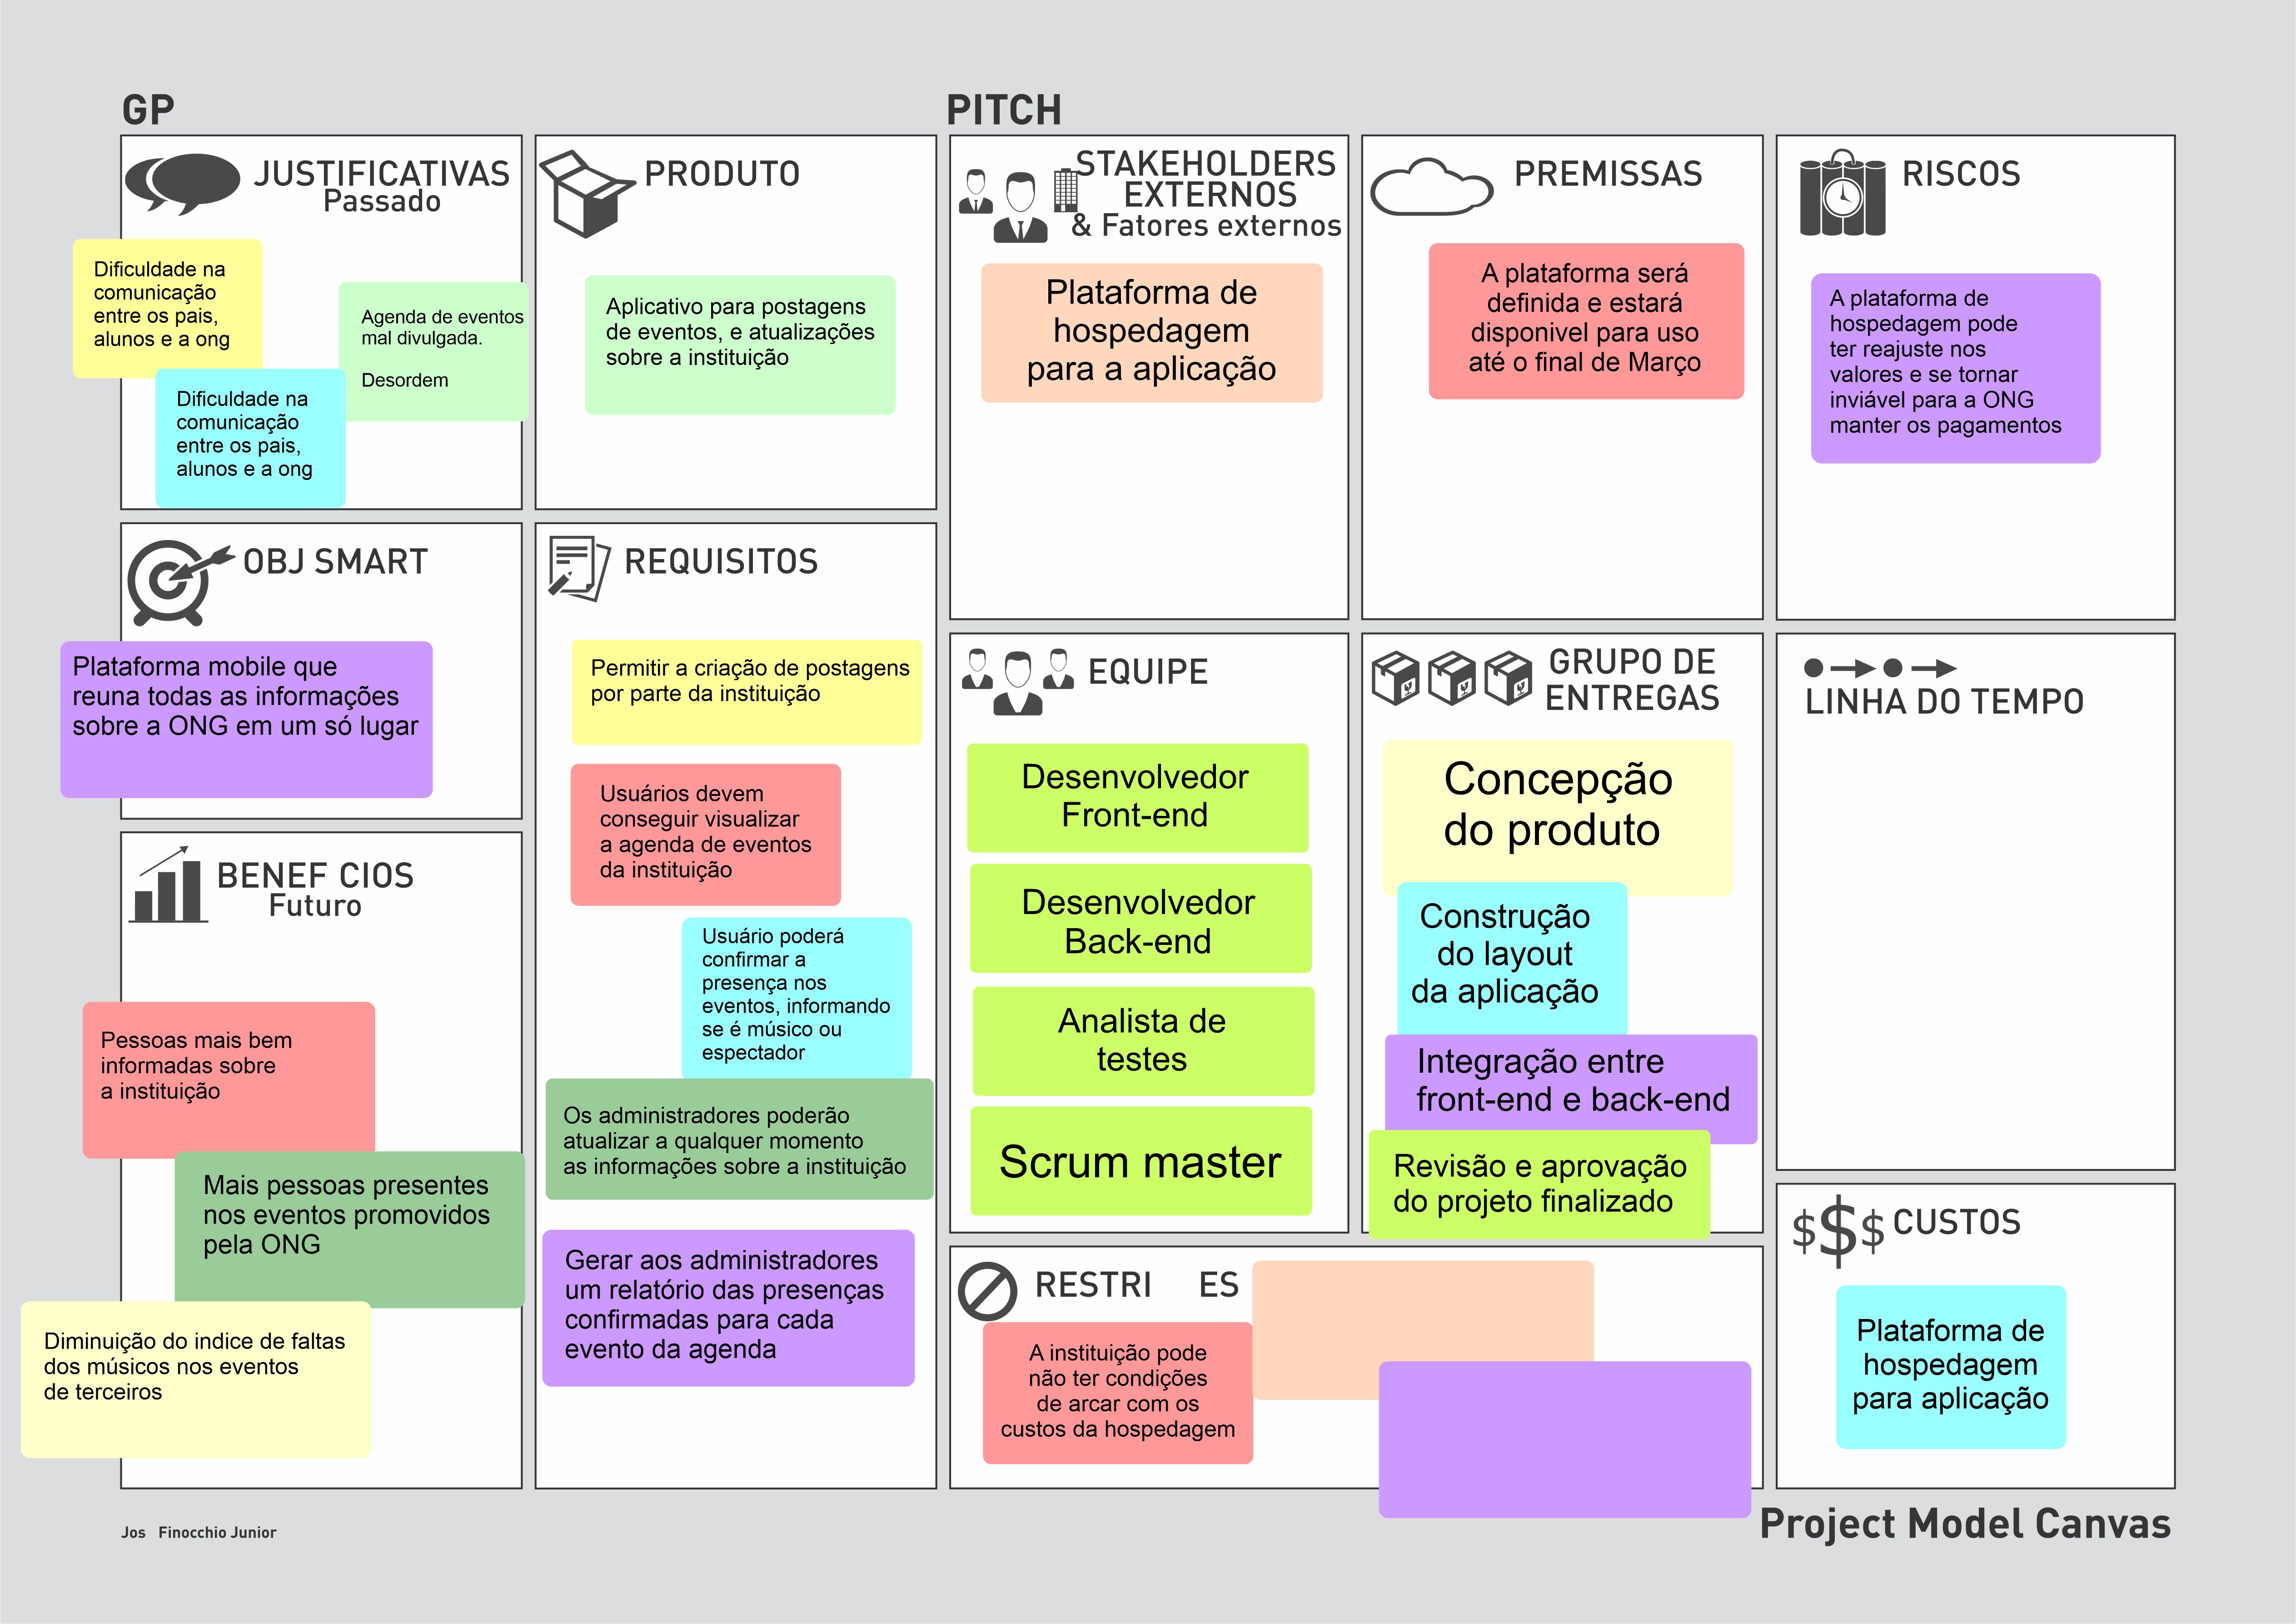 GP
PITCH
JUSTIFICATIVAS
Passado
Dificuldade na
comunicação
entre os pais,
alunos e a ong
Agenda de eventos
mal divulgada.
Desordem
Dificuldade na
comunicação
entre os pais,
alunos e a ong
PRODUTO
Aplicativo para postagens
de eventos, e atualizações
sobre a instituição
STAKEHOLDERS
EXTERNOS
& Fatores externos
Plataforma de
hospedagem
para a aplicação
PREMISSAS
A plataforma será
definida e estará
disponivel para uso
até o final de Março
RISCOS
A plataforma de
hospedagem pode
ter reajuste nos
valores e se tornar
inviável para a ONG
manter os pagamentos
OBJ SMART
Plataforma mobile que
reuna todas as informações
sobre a ONG em um só lugar
REQUISITOS
Permitir a criação de postagens
por parte da instituição
Usuários devem
conseguir visualizar
a agenda de eventos
da instituição
Usuário poderá
confirmar a
presença nos
eventos, informando
se é músico ou
espectador
Os administradores poderão
atualizar a qualquer momento
as informações sobre a instituição
Gerar aos administradores
um relatório das presenças
confirmadas para cada
evento da agenda
BENEF CIOS
Futuro
Pessoas mais bem
informadas sobre
a instituição
Mais pessoas presentes
nos eventos promovidos
pela ONG
Diminuição do indice de faltas
dos músicos nos eventos
de terceiros
EQUIPE
Desenvolvedor
Front-end
Desenvolvedor
Back-end
Analista de
testes
Scrum master
GRUPO DE
ENTREGAS
Concepção
do produto
Construção
do layout
da aplicação
Integração entre
front-end e back-end
Revisão e aprovação
do projeto finalizado
LINHA DO TEMPO
RESTRI ES
A instituição pode
não ter condições
de arcar com os
custos da hospedagem
$$$ CUSTOS
Plataforma de
hospedagem
para aplicação
Jos Finocchio Junior
Project Model Canvas